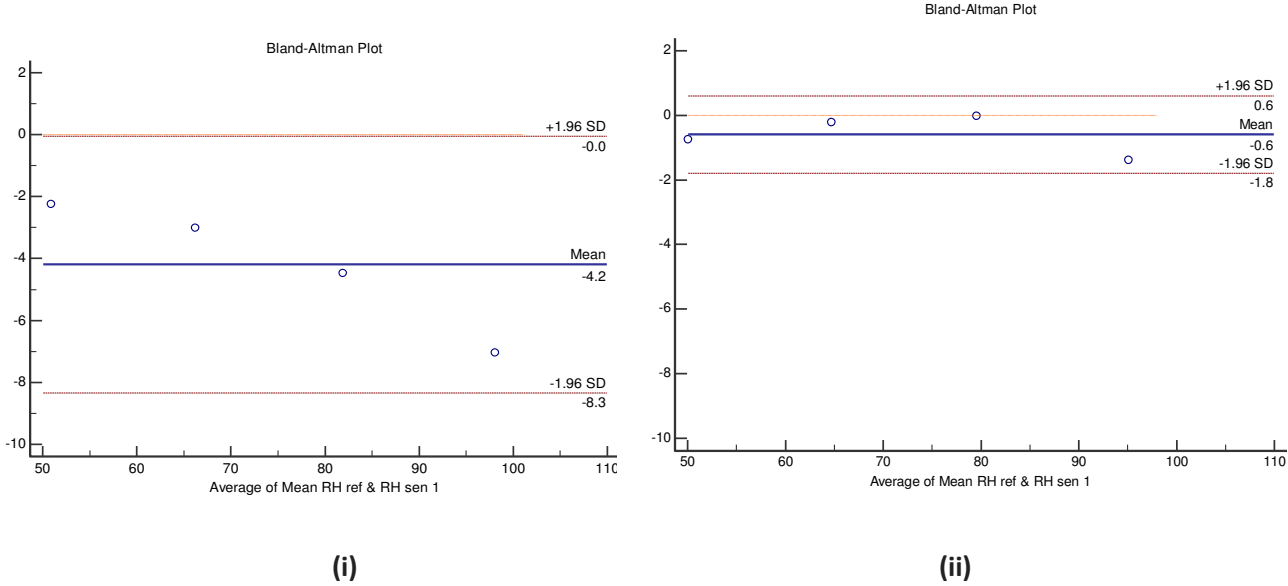 Bland-Altman Plot
2
0
-2
-4
-6
-8
-10
+1.96 SD
-0.0
Mean
-4.2
-1.96 SD
-8.3
50 60 70 80 90 100 110
Average of Mean RH ref & RH sen 1
(i)
Bland-Altman Plot
2
0
-2
-4
-6
-8
-10
+1.96 SD
0.6
Mean
-0.6
-1.96 SD
-1.8
50 60 70 80 90 100 110
Average of Mean RH ref & RH sen 1
(ii)